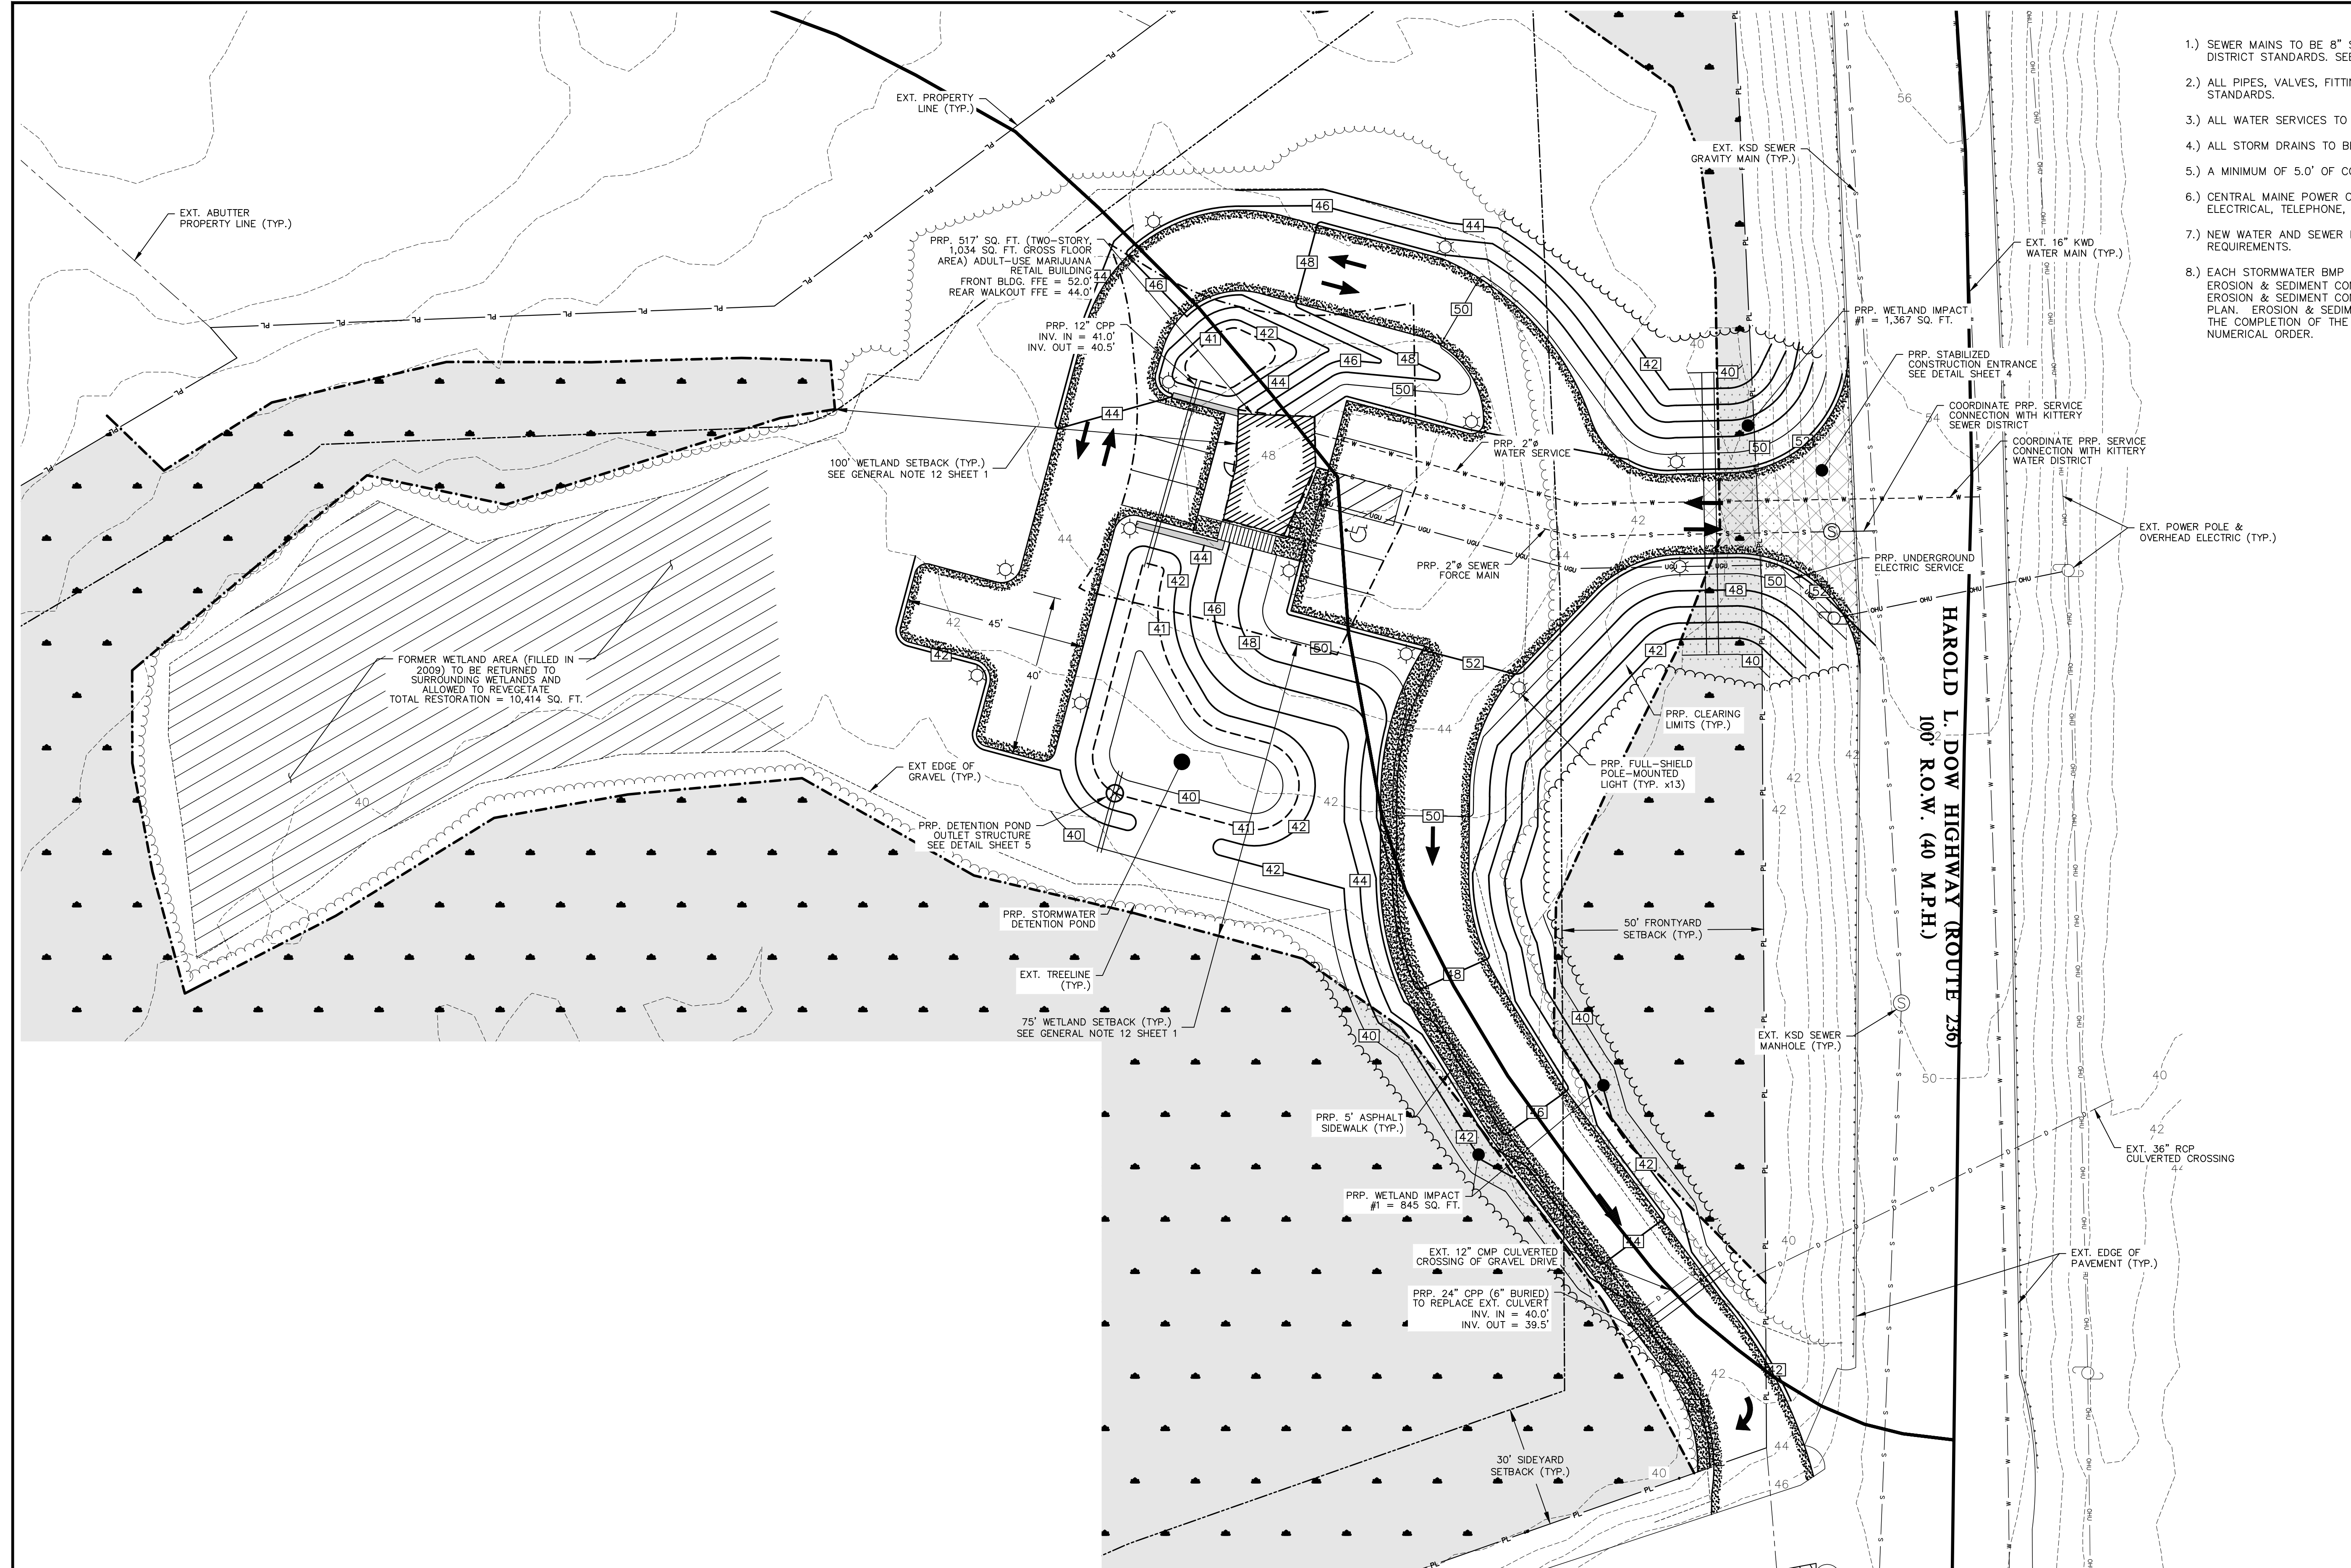 1.) SEWER MAINS TO BE 8"
DISTRICT STANDARDS.
2.) ALL PIPES, VALVES,
STANDARDS.
3.) ALL WATER SERVICES TO
4.) ALL STORM DRAINS TO
5.) A MINIMUM OF 5.0' OF
6.) CENTRAL MAINE POWER
ELECTRICAL, TELEPHONE,
7.) NEW WATER AND SEWER
REQUIREMENTS.
8.) EACH STORMWATER BMP
EROSION & SEDIMENT
EROSION & SEDIMENT
PLAN. EROSION &
THE COMPLETION OF THE
NUMERICAL ORDER.
EXT. PROPERTY
LINE (TYP.)
EXT. ABUTTER
PROPERTY LINE (TYP.)
EXT. KSD SEWER
GRAVITY MAIN (TYP.)
EXT. 16" KWD
WATER MAIN (TYP.)
PRP. 517' SQ. FT. (TWO-STORY,
1,034 SQ. FT. GROSS FLOOR
AREA) ADULT-USE MARIJUANA
RETAIL BUILDING
FRONT BLDG. FFE = 52.0'
REAR WALKOUT FFE = 44.0'
PRP. 12" CPP
INV. IN = 41.0'
INV. OUT = 40.5'
PRP. WETLAND IMPACT
#1 = 1,367 SQ. FT.
PRP. STABILIZED
CONSTRUCTION ENTRANCE
SEE DETAIL SHEET 4
COORDINATE PRP. SERVICE
CONNECTION WITH KITTERY
SEWER DISTRICT
COORDINATE PRP. SERVICE
CONNECTION WITH KITTERY
WATER DISTRICT
100' WETLAND SETBACK (TYP.)
SEE GENERAL NOTE 12 SHEET 1
PRP. 2"ø
WATER SERVICE
EXT. POWER POLE &
OVERHEAD ELECTRIC (TYP.)
PRP. 2"ø SEWER
FORCE MAIN
PRP. UNDERGROUND
ELECTRIC SERVICE
45'
40'
FORMER WETLAND AREA (FILLED IN
2009) TO BE RETURNED TO
SURROUNDING WETLANDS AND
ALLOWED TO REVEGETATE
TOTAL RESTORATION = 10,414 SQ. FT.
PRP. CLEARING
LIMITS (TYP.)
PRP. FULL-SHIELD
POLE-MOUNTED
LIGHT (TYP. x13)
EXT EDGE OF
GRAVEL (TYP.)
PRP. DETENTION POND
OUTLET STRUCTURE
SEE DETAIL SHEET 5
HAROLD L. DOW HIGHWAY (ROUTE 236)
100' R.O.W. (40 M.P.H.)
PRP. STORMWATER
DETENTION POND
50' FRONTYARD
SETBACK (TYP.)
EXT. TREELINE
(TYP.)
75' WETLAND SETBACK (TYP.)
SEE GENERAL NOTE 12 SHEET 1
EXT. KSD SEWER
MANHOLE (TYP.)
PRP. 5' ASPHALT
SIDEWALK (TYP.)
EXT. 36" RCP
CULVERTED CROSSING
PRP. WETLAND IMPACT
#1 = 845 SQ. FT.
EXT. 12" CMP CULVERTED
CROSSING OF GRAVEL DRIVE
EXT. EDGE OF
PAVEMENT (TYP.)
PRP. 24" CPP (6" BURIED)
TO REPLACE EXT. CULVERT
INV. IN = 40.0'
INV. OUT = 39.5'
30' SIDEYARD
SETBACK (TYP.)